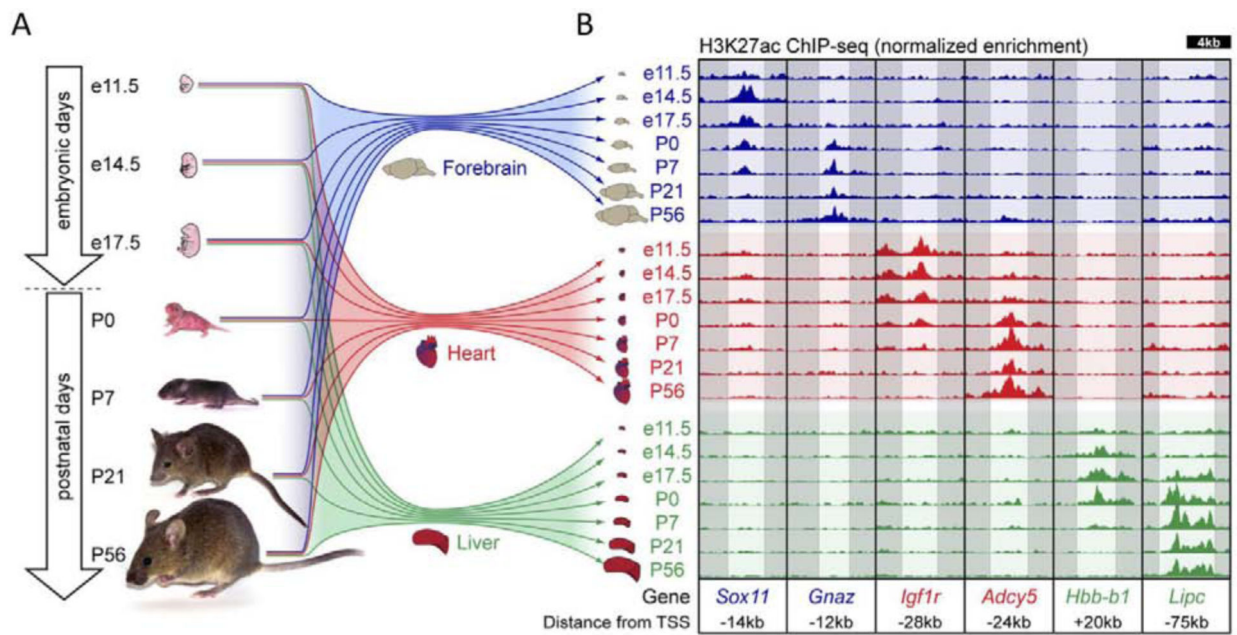 A
embryonic days
postnatal days
e11.5
e14.5
e17.5
P0
P7
P21
P56
Forebrain
Heart
Liver
B
H3K27ac ChIP-seq (normalized enrichment)
4kb
e11.5
e14.5
e17.5
P0
P7
P21
P56
e11.5
e14.5
e17.5
P0
P7
P21
P56
e11.5
e14.5
e17.5
P0
P7
P21
P56
Gene Sox11 Gnaz Igf1r Adcy5 Hbb-b1 Lipc
Distance from TSS -14kb -12kb -28kb -24kb +20kb -75kb